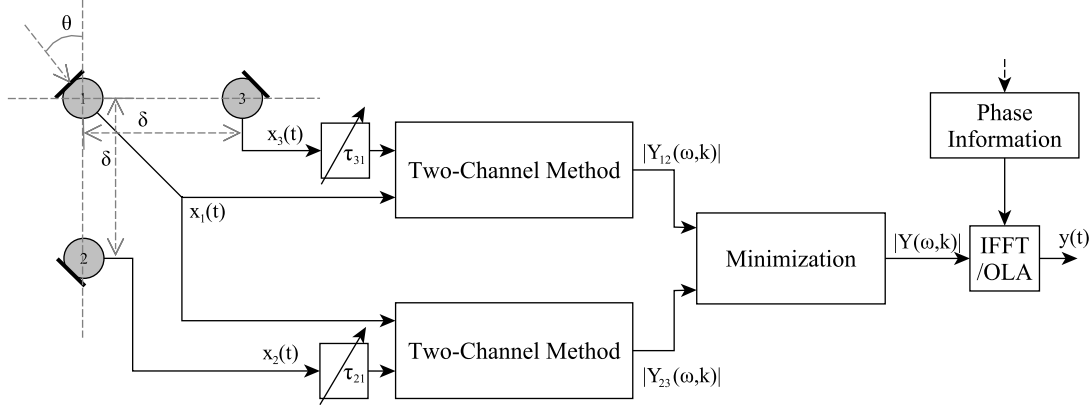 θ
1
3
δ
δ
2
x₃(t)
τ₃₁
x₁(t)
x₂(t)
τ₂₁
Two-Channel Method
Two-Channel Method
|Y₁₂(ω,k)|
|Y₂₃(ω,k)|
Minimization
|Y(ω,k)|
Phase
Information
IFFT
/OLA
y(t)